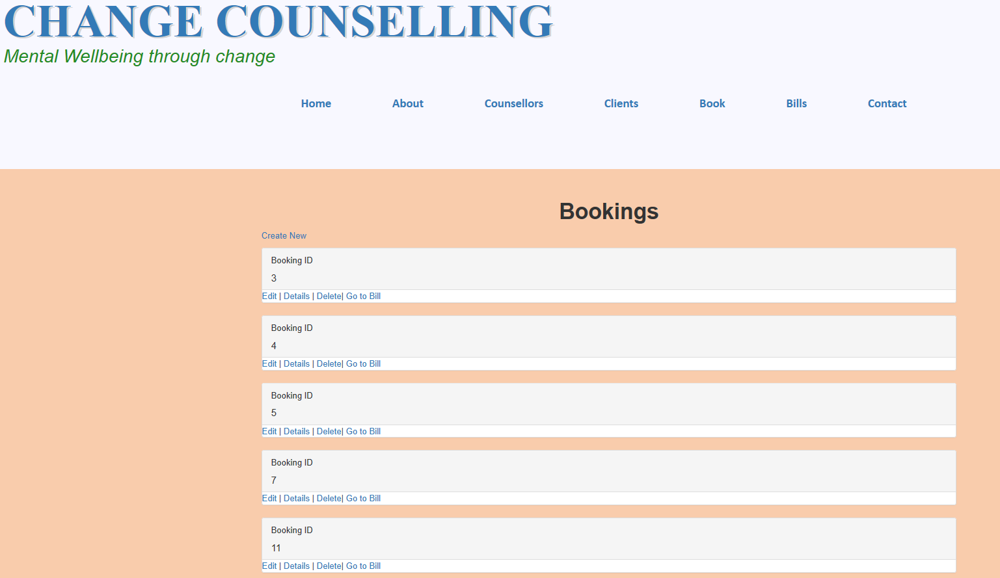 CHANGE COUNSELLING
Mental Wellbeing through change
Home About Counsellors Clients Book Bills Contact
Bookings
Create New
Booking ID
3
Edit | Details | Delete| Go to Bill
Booking ID
4
Edit | Details | Delete| Go to Bill
Booking ID
5
Edit | Details | Delete| Go to Bill
Booking ID
7
Edit | Details | Delete| Go to Bill
Booking ID
11
Edit | Details | Delete| Go to Bill